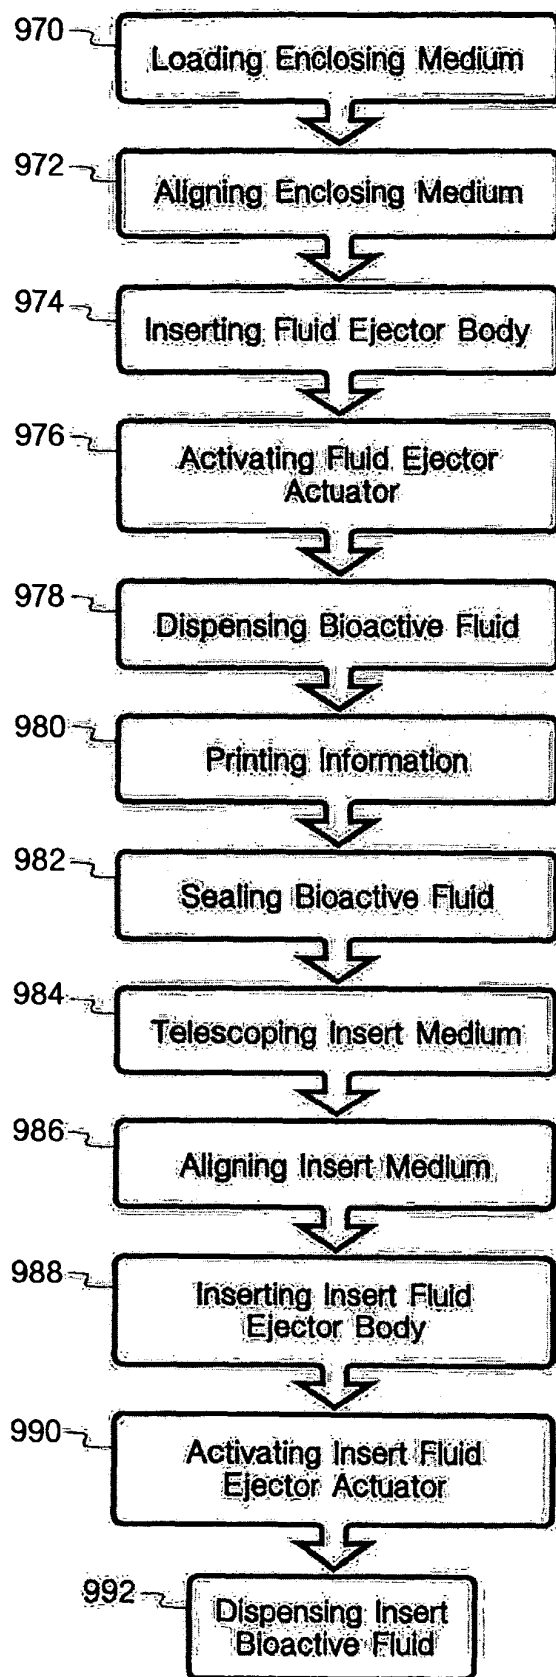 970
Loading Enclosing Medium
972
Aligning Enclosing Medium
974
Inserting Fluid Ejector Body
976
Activating Fluid Ejector
Actuator
978
Dispensing Bioactive Fluid
980
Printing Information
982
Sealing Bioactive Fluid
984
Telescoping Insert Medium
986
Aligning Insert Medium
988
Inserting Insert Fluid
Ejector Body
990
Activating Insert Fluid
Ejector Actuator
992
Dispensing Insert
Bioactive Fluid